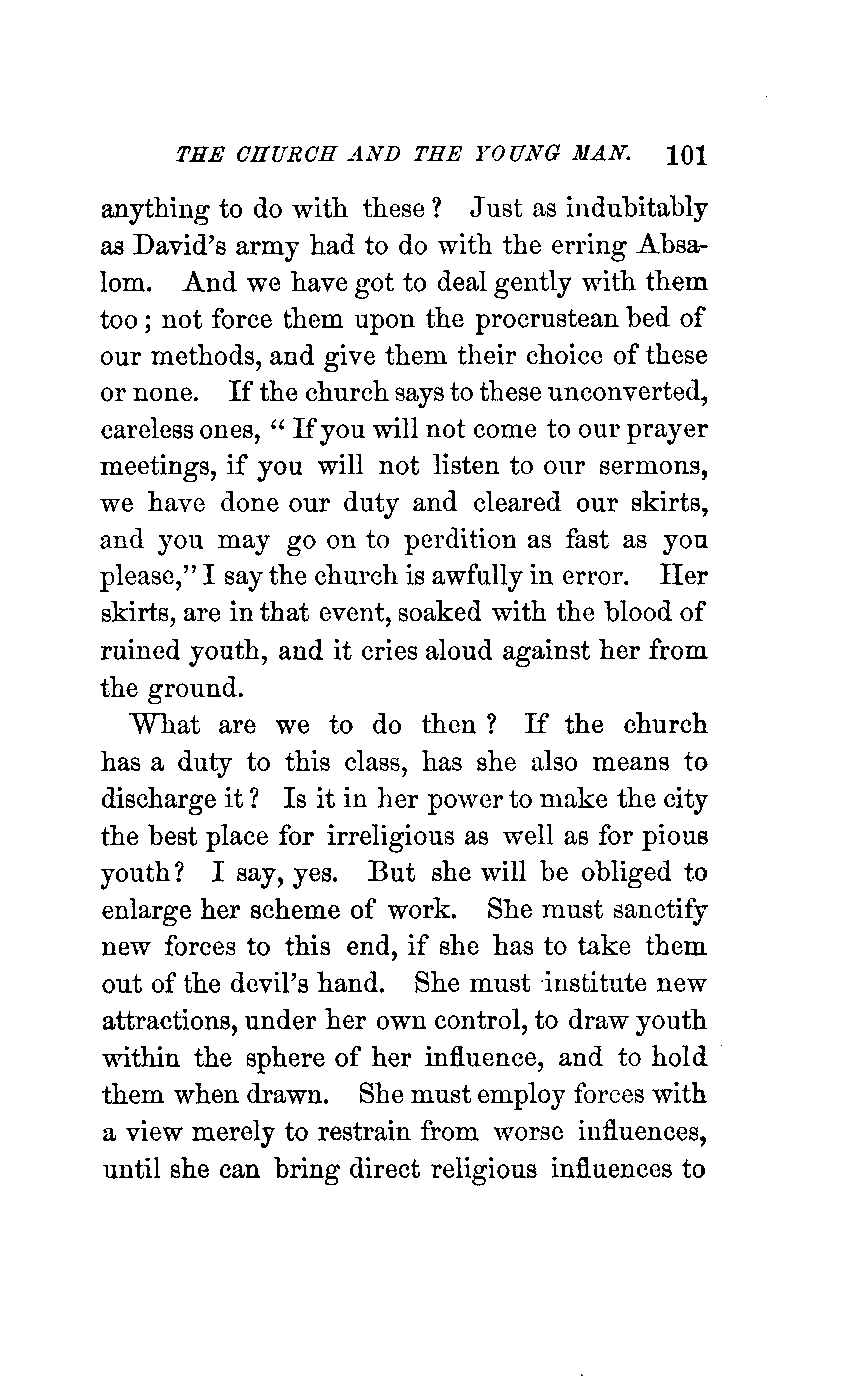 THE CHURCH AND THE YOUNG MAN. 101
anything to do with these? Just as indubitably
as David's army had to do with the erring Absa-
lom. And we have got to deal gently with them
too; not force them upon the procrustean bed of
our methods, and give them their choice of these
or none. If the church says to these unconverted,
careless ones, "If you will not come to our prayer
meetings, if you will not listen to our sermons,
we have done our duty and cleared our skirts,
and you may go on to perdition as fast as you
please," I say the church is awfully in error. Her
skirts, are in that event, soaked with the blood of
ruined youth, and it cries aloud against her from
the ground.
What are we to do then? If the church
has a duty to this class, has she also means to
discharge it? Is it in her power to make the city
the best place for irreligious as well as for pious
youth? I say, yes. But she will be obliged to
enlarge her scheme of work. She must sanctify
new forces to this end, if she has to take them
out of the devil's hand. She must institute new
attractions, under her own control, to draw youth
within the sphere of her influence, and to hold
them when drawn. She must employ forces with
a view merely to restrain from worse influences,
until she can bring direct religious influences to